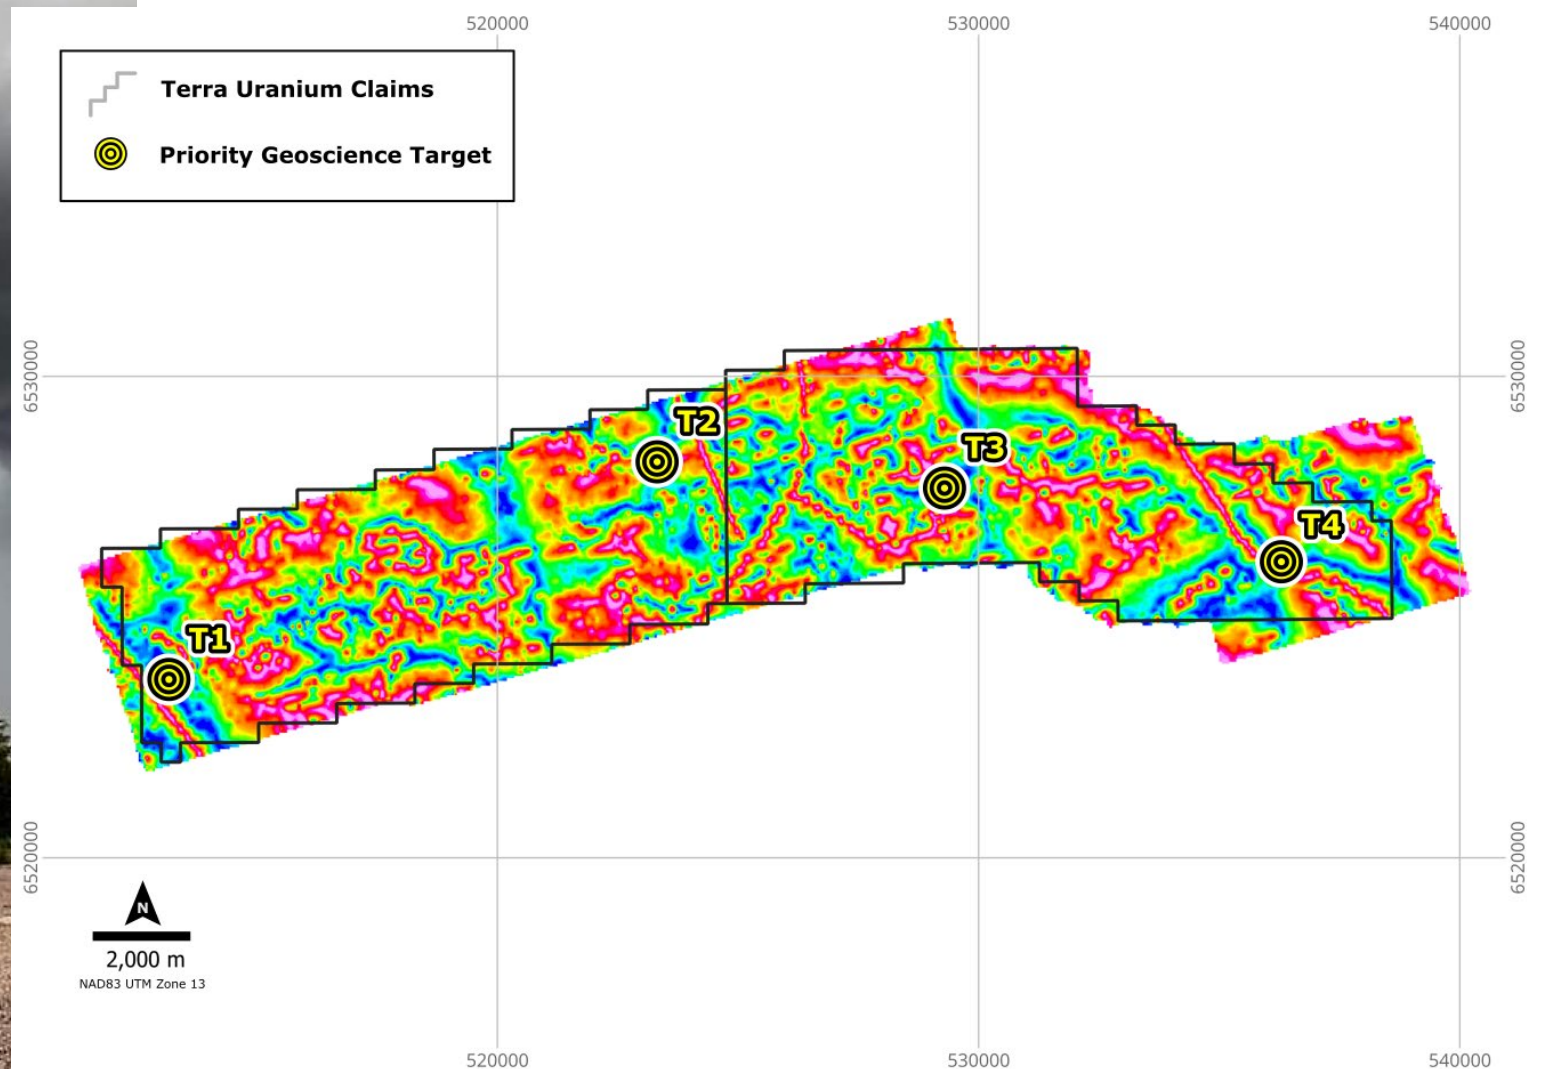 520000
530000
540000
Terra Uranium Claims
Priority Geoscience Target
6530000
6530000
T2
T3
T4
T1
6520000
6520000
N
2,000 m
NAD83 UTM Zone 13
520000
530000
540000